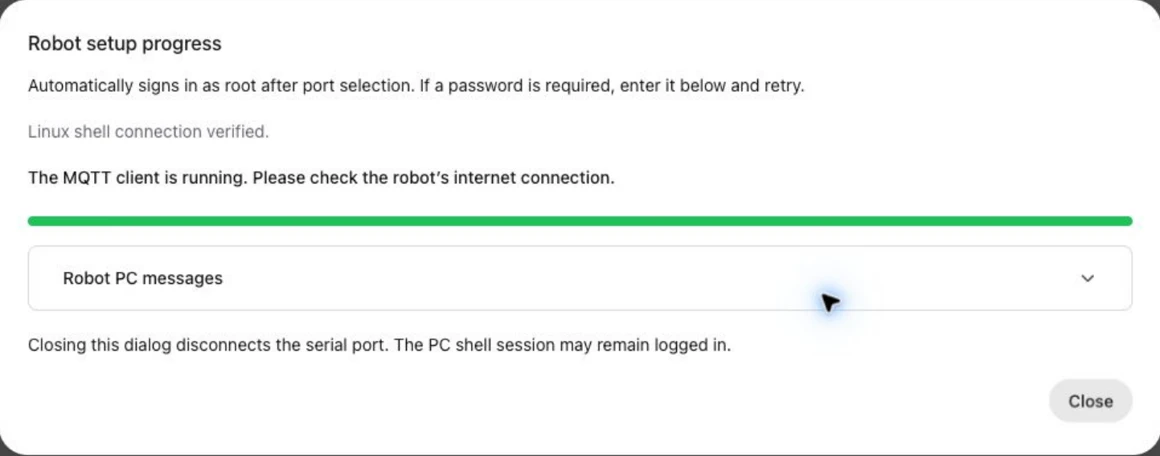 Robot setup progress
Automatically signs in as root after port selection. If a password is required, enter it below and retry.
Linux shell connection verified.
The MQTT client is running. Please check the robot’s internet connection.
Robot PC messages
Closing this dialog disconnects the serial port. The PC shell session may remain logged in.
Close